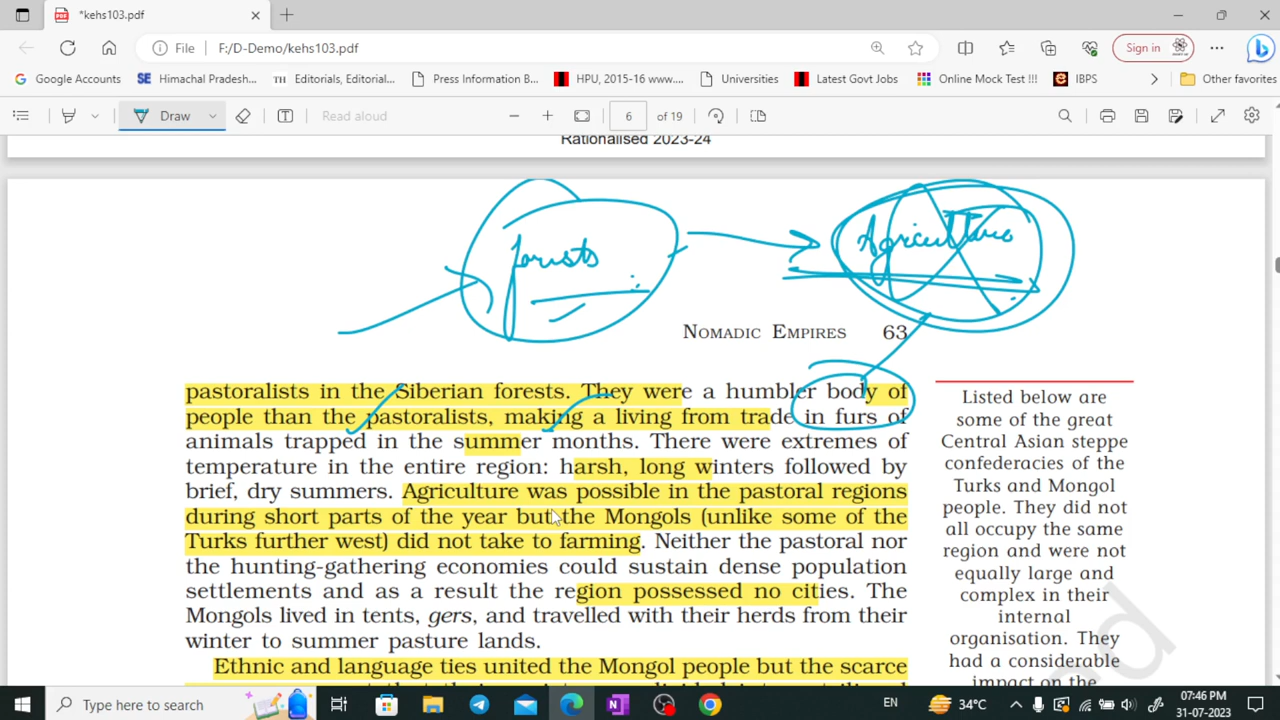 *kehs103.pdf
File F:/D-Demo/kehs103.pdf Sign in
Google Accounts SE Himachal Pradesh... TH Editorials, Editorial... Press Information B... HPU, 2015-16 www.... Universities Latest Govt Jobs Online Mock Test !!! IBPS Other favorites
Draw Read aloud 6 of 19
Rationalised 2023-24
forests Agriculture
NOMADIC EMPIRES 63
pastoralists in the Siberian forests. They were a humbler body of
people than the pastoralists, making a living from trade in furs of
animals trapped in the summer months. There were extremes of
temperature in the entire region: harsh, long winters followed by
brief, dry summers. Agriculture was possible in the pastoral regions
during short parts of the year but the Mongols (unlike some of the
Turks further west) did not take to farming. Neither the pastoral nor
the hunting-gathering economies could sustain dense population
settlements and as a result the region possessed no cities. The
Mongols lived in tents, gers, and travelled with their herds from their
winter to summer pasture lands.
Ethnic and language ties united the Mongol people but the scarce
Listed below are
some of the great
Central Asian steppe
confederacies of the
Turks and Mongol
people. They did not
all occupy the same
region and were not
equally large and
complex in their
internal
organisation. They
had a considerable
impact on the
Type here to search EN 34°C 07:46 PM
31-07-2023